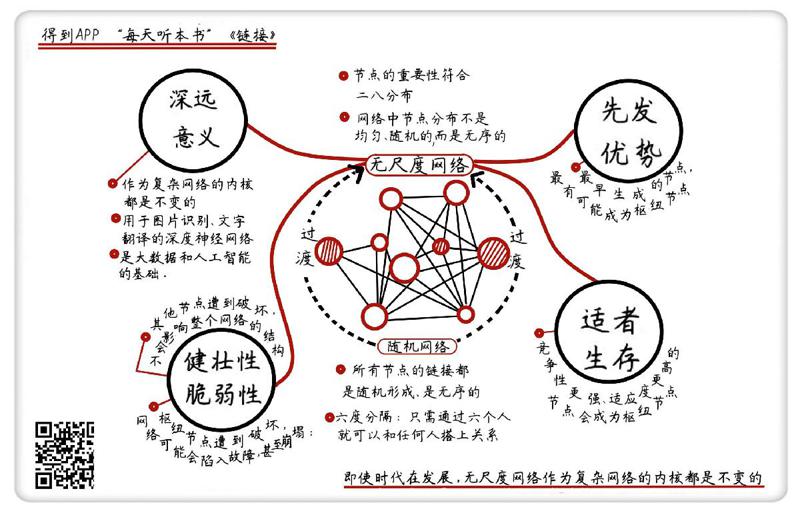 得到APP “每天听本书” 《链接》
深远
意义
作为复杂网络的内核
都是不变的
用于图片识别、文字
翻译的深度神经网络
是大数据和人工智能
的基础.
节点的重要性符合
二八分布
网络中节点分布不是
均匀、随机的,而是无序的
无尺度网络
过渡
过渡
随机网络
所有节点的链接都
是随机形成、是无序的
六度分隔:只需通过六个人
就可以和任何人搭上关系
先发
优势
最早生成的节点,
最有可能成为枢纽节点
适者
生存
竞争性更强、适应度更高的
节点会成为枢纽节点
健壮性
脆弱性
其他节点遭到破坏,
不会影响整个网络的结构
枢纽节点遭到破坏,
网络可能会陷入故障,甚至崩塌;
即使时代在发展,无尺度网络作为复杂网络的内核都是不变的